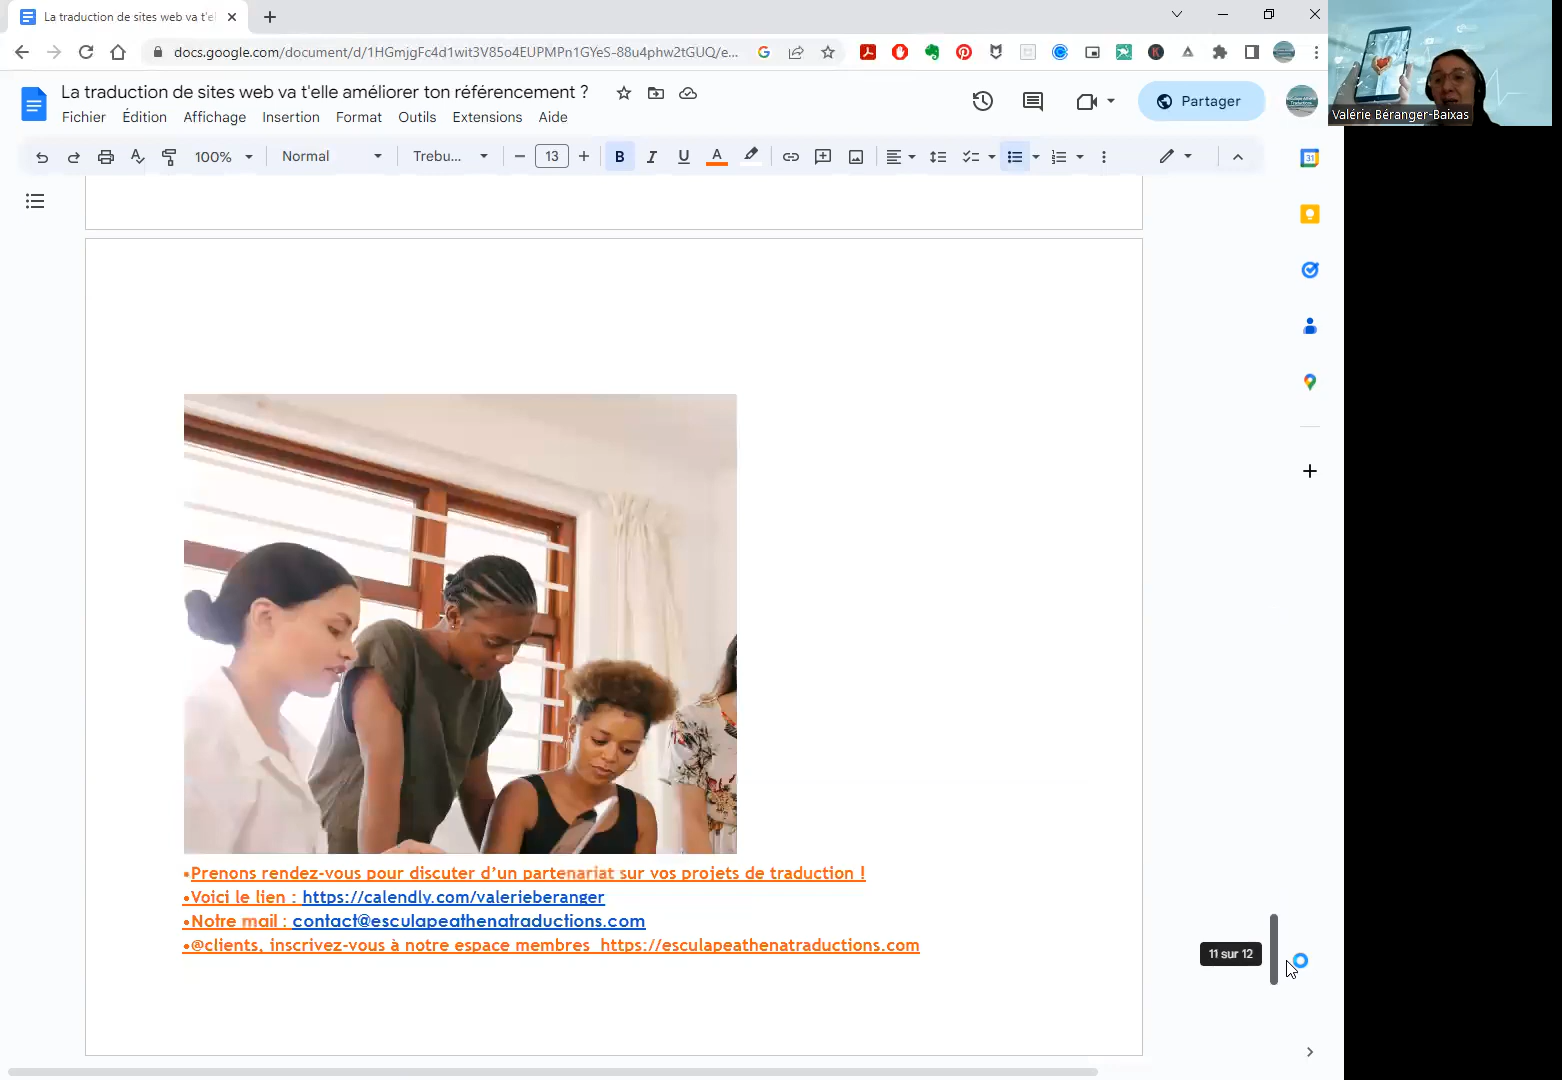 La traduction de sites web va t'el
docs.google.com/document/d/1HGmjgFc4d1wit3V85o4EUPMPn1GYeS-88u4phw2tGUQ/e...
La traduction de sites web va t'elle améliorer ton référencement ?
Fichier Édition Affichage Insertion Format Outils Extensions Aide
Partager
Valérie Béranger-Baixas
100% Normal Trebu... 13 B I U A
31
•Prenons rendez-vous pour discuter d’un partenariat sur vos projets de traduction !
•Voici le lien : https://calendly.com/valerieberanger
•Notre mail : contact@esculapeathenatraductions.com
•@clients, inscrivez-vous à notre espace membres https://esculapeathenatraductions.com
11 sur 12